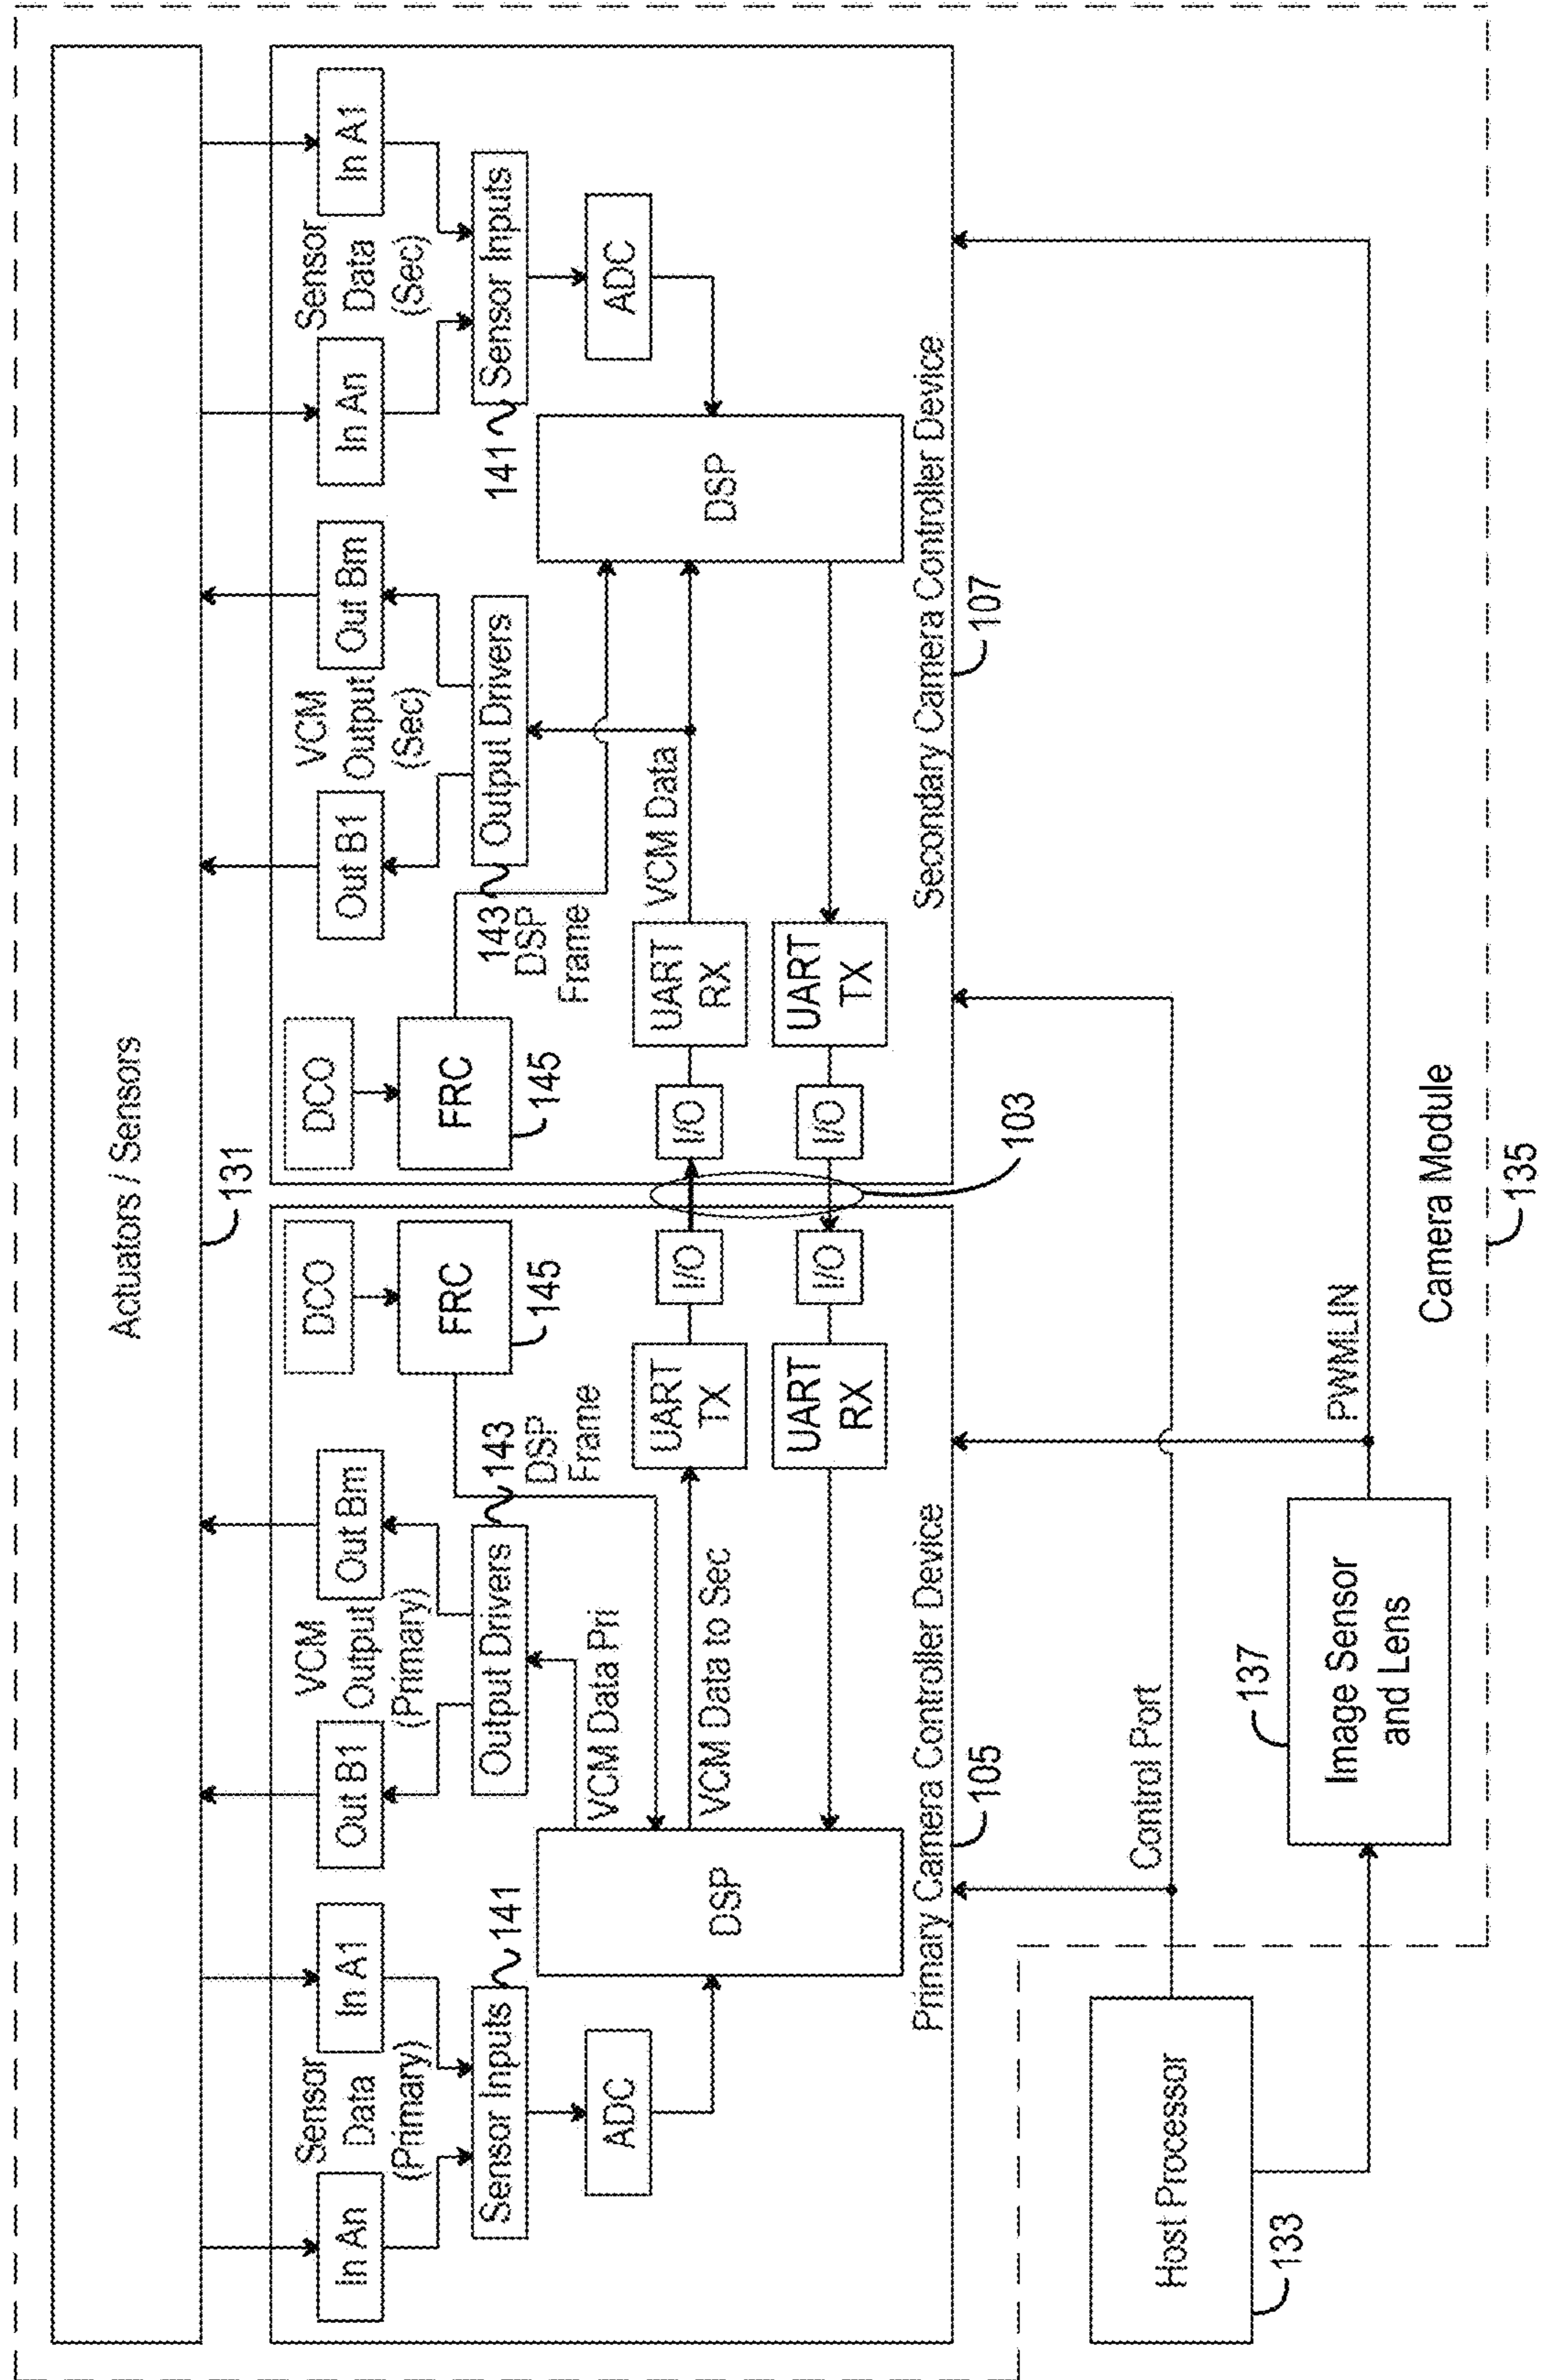 Actuators / Sensors
131
In An
Sensor
Data
(Primary)
In A1
Out B1
VCM
Output
(Primary)
Out Bm
DCO
FRC
145
Sensor Inputs
141
Output Drivers
143
DSP
Frame
ADC
DSP
VCM Data Pri
VCM Data to Sec
UART
TX
I/O
UART
RX
I/O
Primary Camera Controller Device
105
103
DCO
FRC
145
Out B1
VCM
Output
(Sec)
Out Bm
In An
Sensor
Data
(Sec)
In A1
143
DSP
Frame
Output Drivers
141
Sensor Inputs
ADC
I/O
UART
RX
VCM Data
DSP
I/O
UART
TX
Secondary Camera Controller Device
107
Host Processor
133
Control Port
137
Image Sensor
and Lens
PWMLIN
Camera Module
135